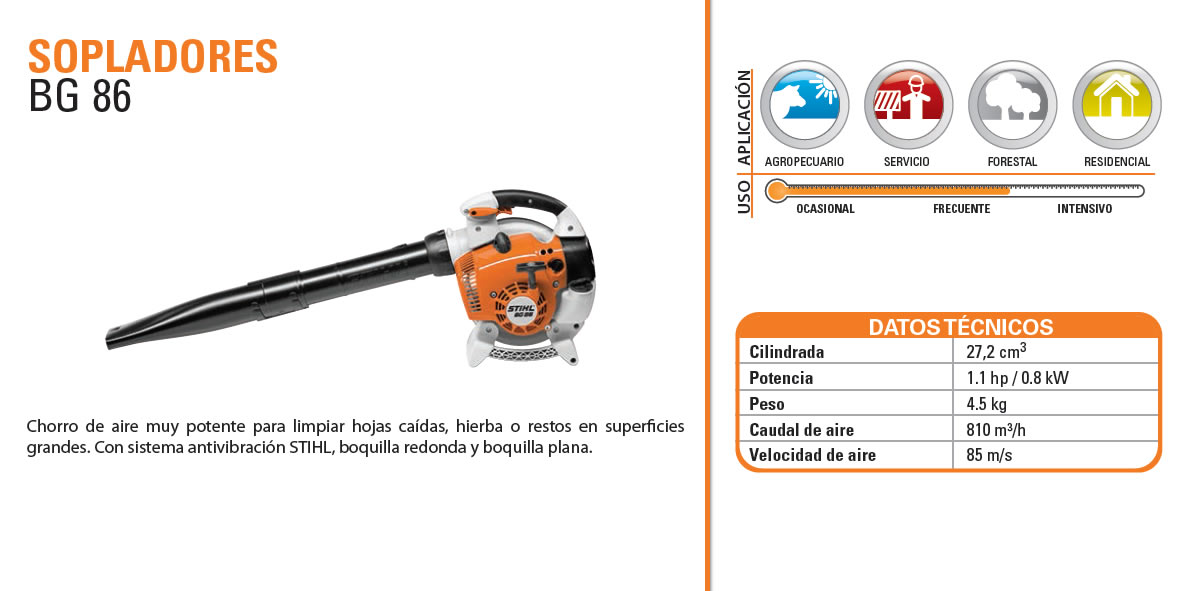 SOPLADORES
BG 86
STIHL
BG 86
Chorro de aire muy potente para limpiar hojas caídas, hierba o restos en superficies
grandes. Con sistema antivibración STIHL, boquilla redonda y boquilla plana.
APLICACIÓN
AGROPECUARIO
SERVICIO
FORESTAL
RESIDENCIAL
USO
OCASIONAL
FRECUENTE
INTENSIVO
DATOS TÉCNICOS
Cilindrada 27,2 cm³
Potencia 1.1 hp / 0.8 kW
Peso 4.5 kg
Caudal de aire 810 m³/h
Velocidad de aire 85 m/s